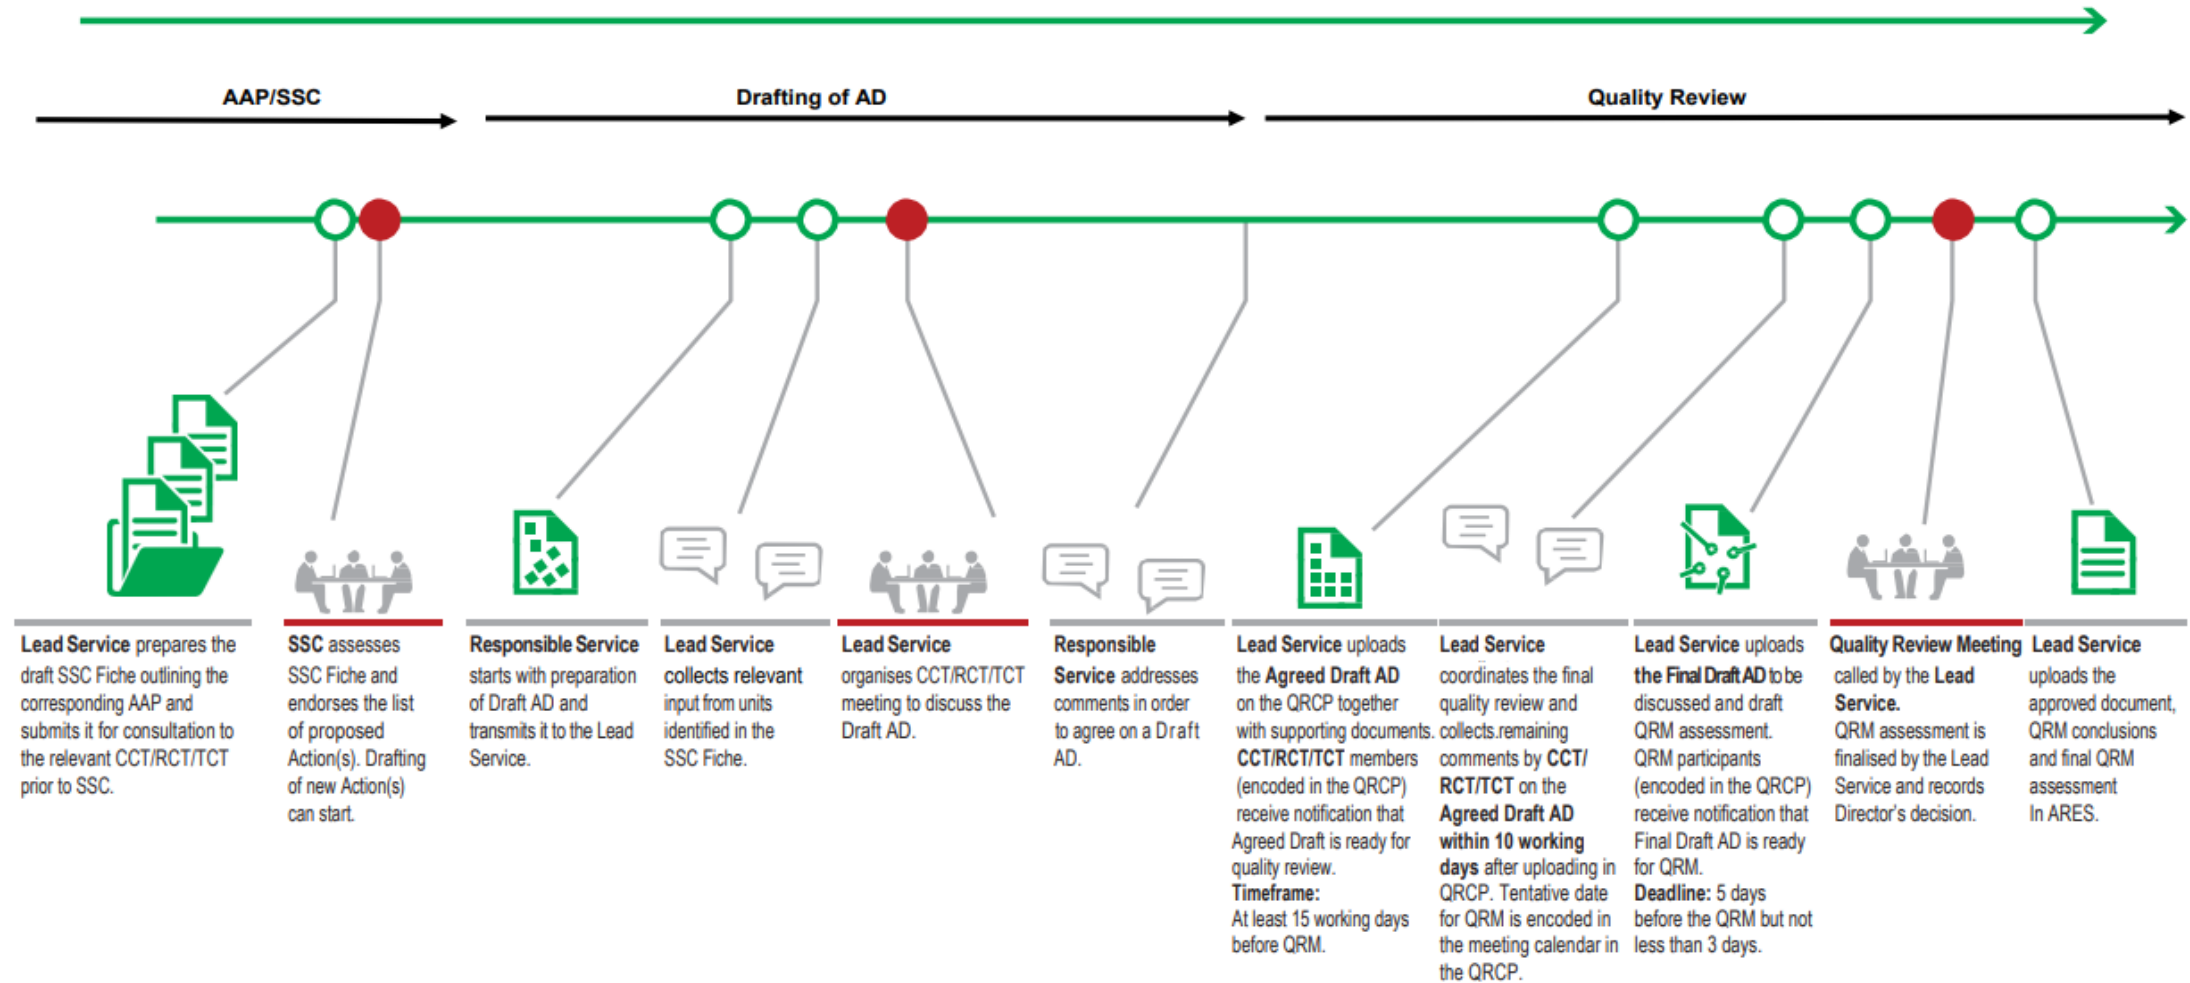 AAP/SSC
Drafting of AD
Quality Review
Lead Service prepares the
draft SSC Fiche outlining the
corresponding AAP and
submits it for consultation to
the relevant CCT/RCT/TCT
prior to SSC.
SSC assesses
SSC Fiche and
endorses the list
of proposed
Action(s). Drafting
of new Action(s)
can start.
Responsible Service
starts with preparation
of Draft AD and
transmits it to the Lead
Service.
Lead Service
collects relevant
input from units
identified in the
SSC Fiche.
Lead Service
organises CCT/RCT/TCT
meeting to discuss the
Draft AD.
Responsible
Service addresses
comments in order
to agree on a Draft
AD.
Lead Service uploads
the Agreed Draft AD
on the QRCP together
with supporting documents.
CCT/RCT/TCT members
(encoded in the QRCP)
receive notification that
Agreed Draft is ready for
quality review.
Timeframe:
At least 15 working days
before QRM.
Lead Service
coordinates the final
quality review and
collects.remaining
comments by CCT/
RCT/TCT on the
Agreed Draft AD
within 10 working
days after uploading in
QRCP. Tentative date
for QRM is encoded in
the meeting calendar in
the QRCP.
Lead Service uploads
the Final Draft AD to be
discussed and draft
QRM assessment.
QRM participants
(encoded in the QRCP)
receive notification that
Final Draft AD is ready
for QRM.
Deadline: 5 days
before the QRM but not
less than 3 days.
Quality Review Meeting
called by the Lead
Service.
QRM assessment is
finalised by the Lead
Service and records
Director's decision.
Lead Service
uploads the
approved document,
QRM conclusions
and final QRM
assessment
In ARES.